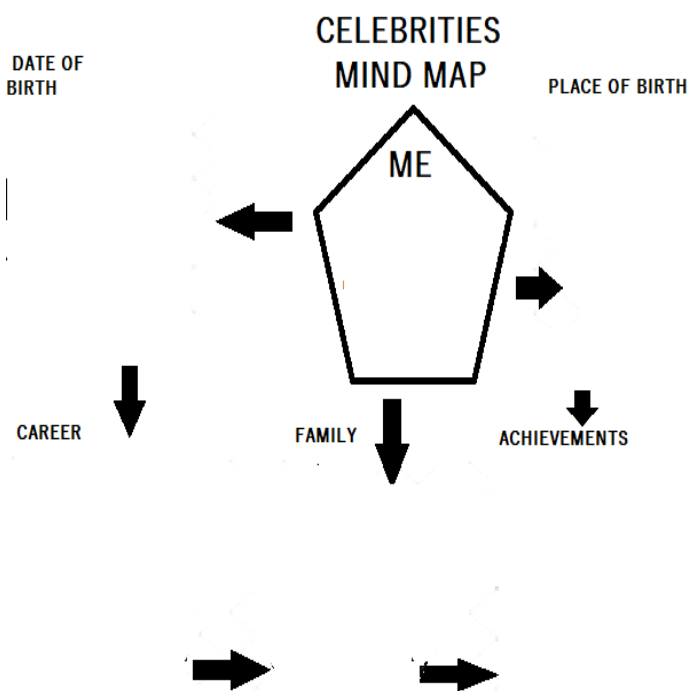 CELEBRITIES
MIND MAP
DATE OF
BIRTH
PLACE OF BIRTH
ME
CAREER
FAMILY
ACHIEVEMENTS